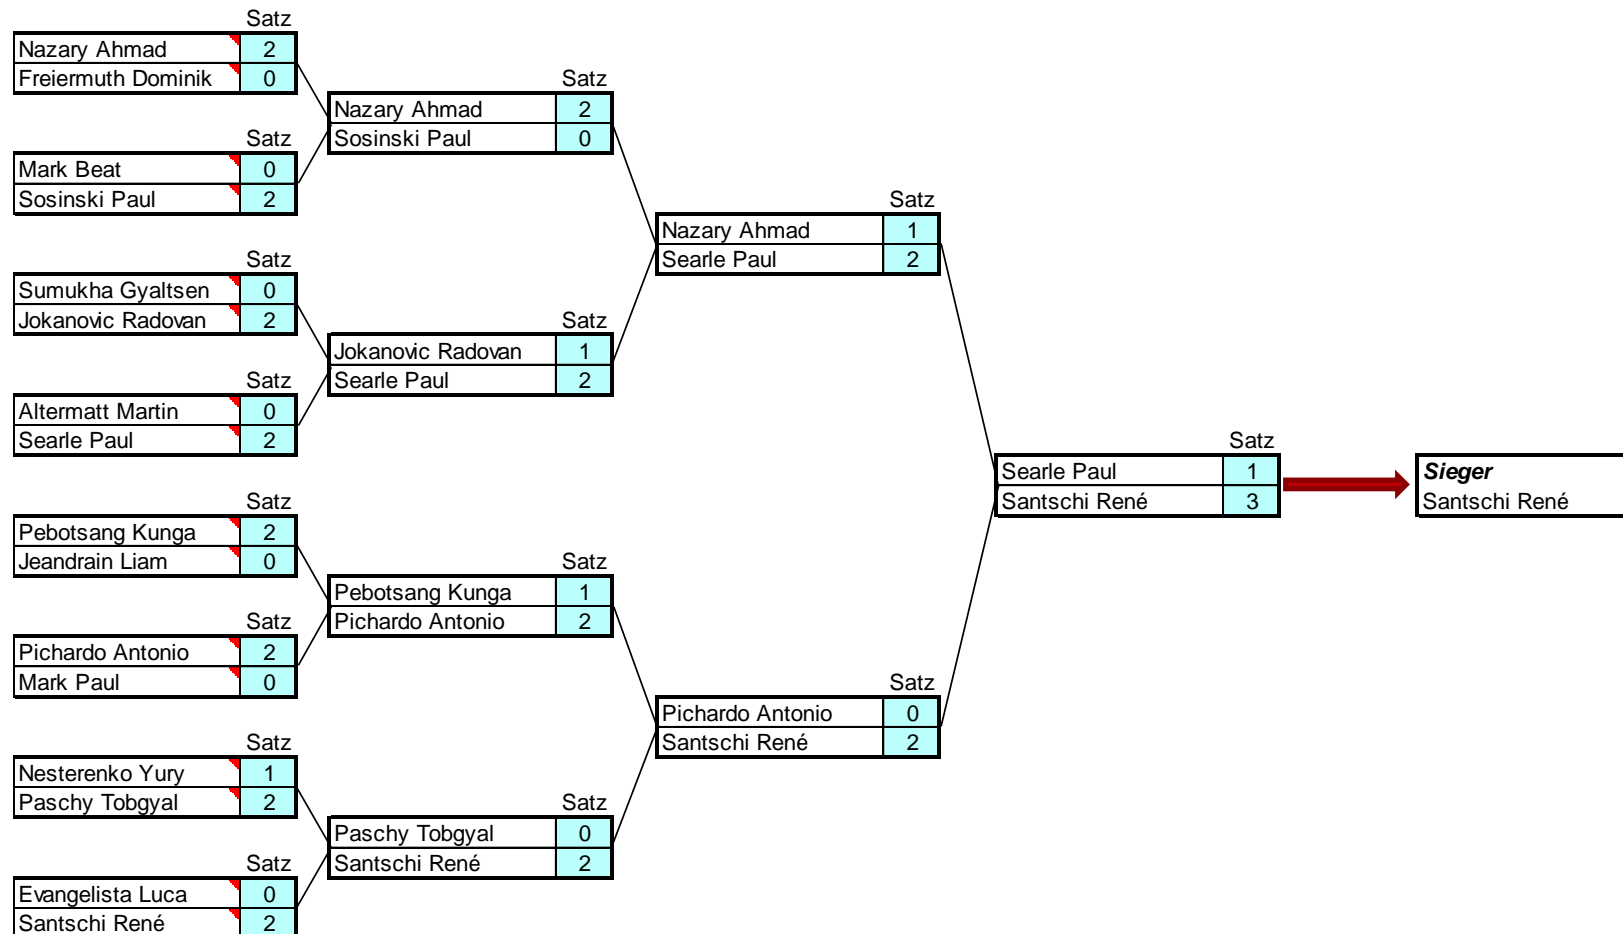 Satz
Nazary Ahmad 2
Freiermuth Dominik 0
Satz
Mark Beat 0
Sosinski Paul 2
Satz
Sumukha Gyaltsen 0
Jokanovic Radovan 2
Satz
Altermatt Martin 0
Searle Paul 2
Satz
Pebotsang Kunga 2
Jeandrain Liam 0
Satz
Pichardo Antonio 2
Mark Paul 0
Satz
Nesterenko Yury 1
Paschy Tobgyal 2
Satz
Evangelista Luca 0
Santschi René 2
Satz
Nazary Ahmad 2
Sosinski Paul 0
Satz
Jokanovic Radovan 1
Searle Paul 2
Satz
Pebotsang Kunga 1
Pichardo Antonio 2
Satz
Paschy Tobgyal 0
Santschi René 2
Satz
Nazary Ahmad 1
Searle Paul 2
Satz
Pichardo Antonio 0
Santschi René 2
Satz
Searle Paul 1
Santschi René 3
Sieger
Santschi René